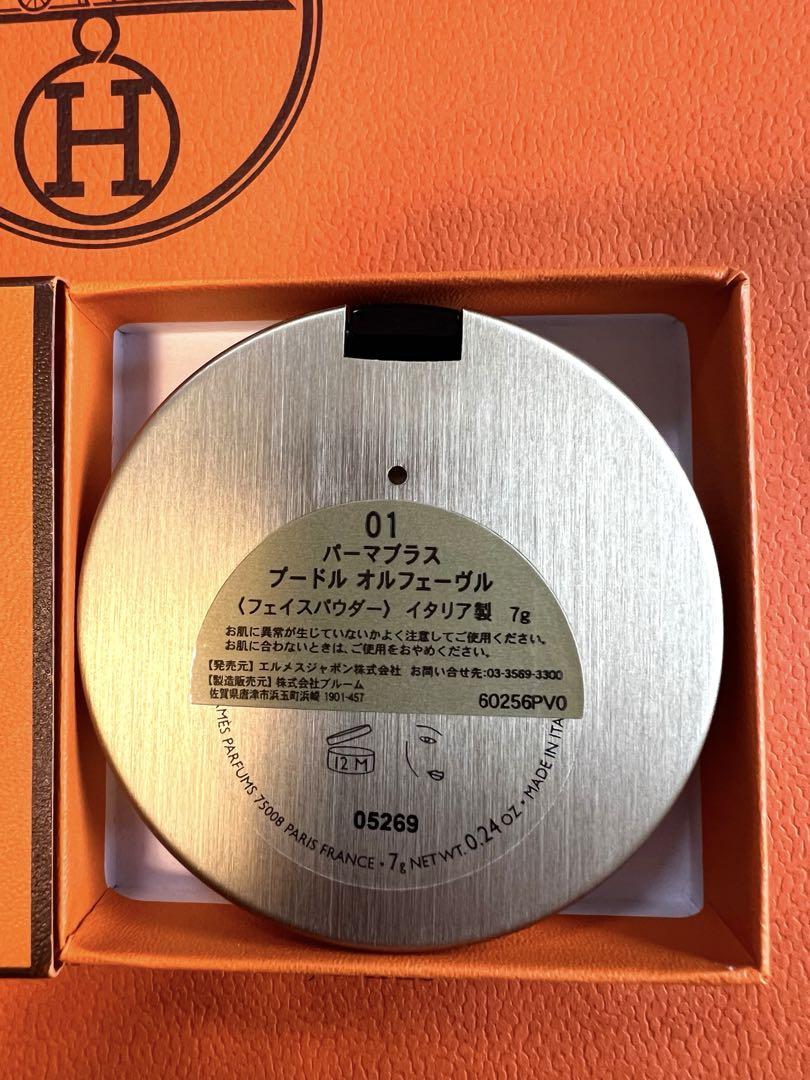 H
01
パーマブラス
プードル オルフェーヴル
〈フェイスパウダー〉 イタリア製 7g
お肌に異常が生じていないかよく注意してご使用ください。
お肌に合わないときは、ご使用をおやめください。
【発売元】エルメスジャポン株式会社 お問い合せ先:03-3569-3300
【製造販売元】株式会社ブルーム
佐賀県唐津市浜玉町浜崎 1901-457
60256PV0
12 M
05269
PARFUMS 75008 PARIS FRANCE • 7g NET WT. 0.24 OZ • MADE IN